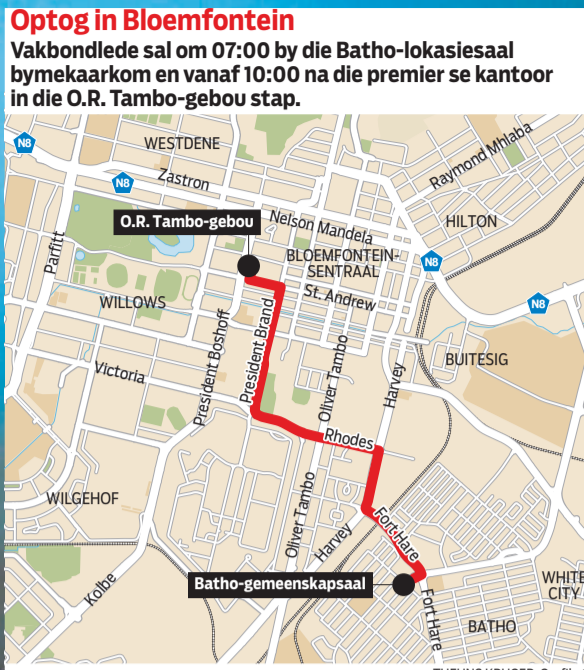 Optog in Bloemfontein
Vakbondlede sal om 07:00 by die Batho-lokasiesaal
bymekaarkom en vanaf 10:00 na die premier se kantoor
in die O.R. Tambo-gebou stap.
N8
WESTDENE
Raymond Mhlaba
N8
Zastron
O.R. Tambo-gebou
Nelson Mandela
HILTON
Parfitt
BLOEMFONTEIN-
SENTRAAL
N8
WILLOWS
St. Andrew
N8
President Boshoff
President Brand
Oliver Tambo
Harvey
BUITESIG
Victoria
Rhodes
WILGEHOF
Oliver Tambo
Harvey
Fort Hare
Kolbe
Batho-gemeenskapsaal
Fort Hare
WHITE
CITY
BATHO